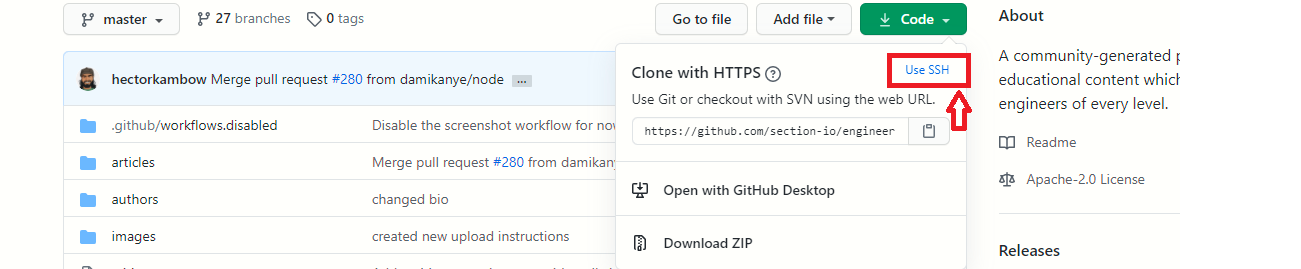 master
27 branches
0 tags
Go to file
Add file
Code
About
hectorkambow Merge pull request #280 from damikanye/node ...
Clone with HTTPS ?
Use SSH
Use Git or checkout with SVN using the web URL.
https://github.com/section-io/engineer
Open with GitHub Desktop
Download ZIP
.github/workflows.disabled
Disable the screenshot workflow for now
articles
Merge pull request #280 from damikanye/
authors
changed bio
images
created new upload instructions
A community-generated p
educational content which
engineers of every level.
Readme
Apache-2.0 License
Releases